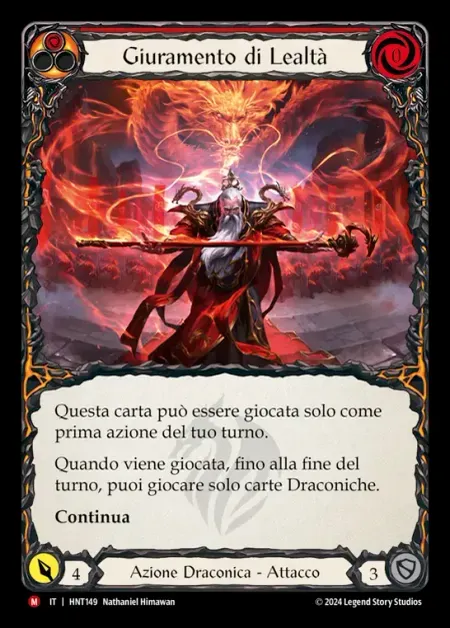 Giuramento di Lealtà
0
Questa carta può essere giocata solo come
prima azione del tuo turno.
Quando viene giocata, fino alla fine del
turno, puoi giocare solo carte Draconiche.
Continua
4
Azione Draconica - Attacco
3
M IT | HNT149 Nathaniel Himawan
© 2024 Legend Story Studios